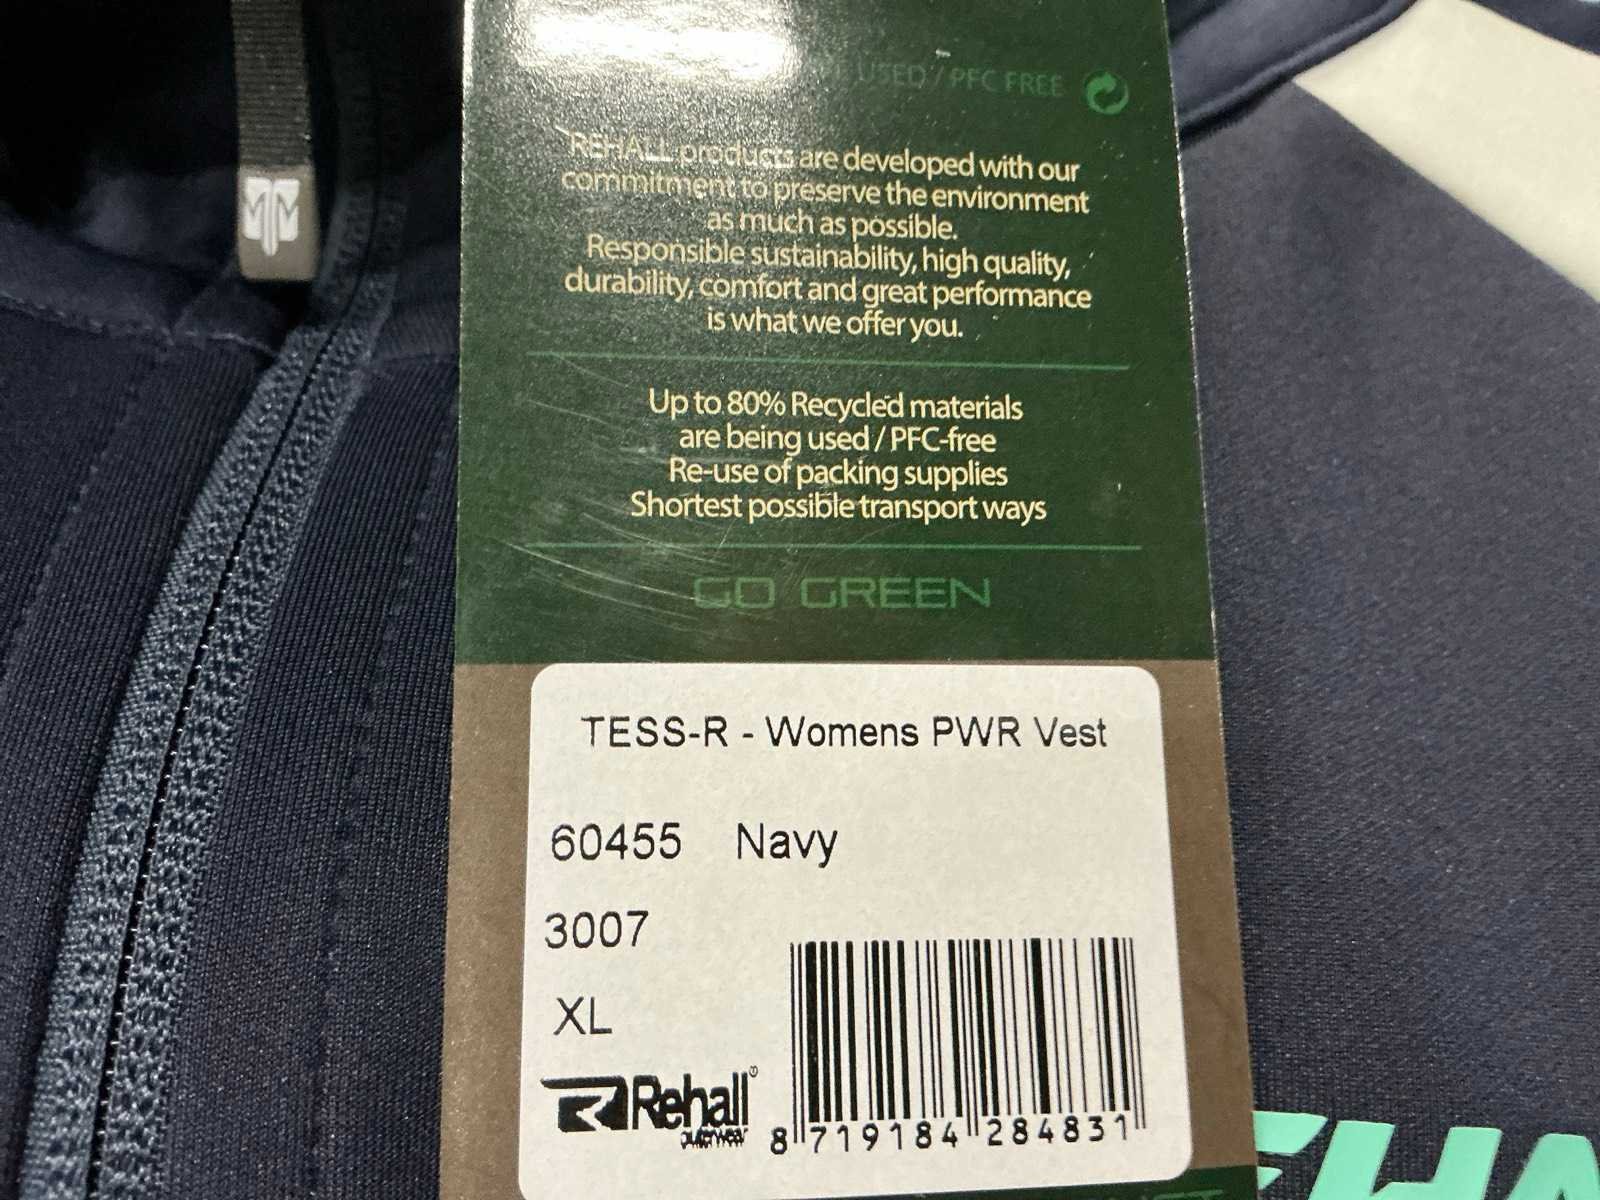 USED / PFC FREE
REHALL products are developed with our
commitment to preserve the environment
as much as possible.
Responsible sustainability, high quality,
durability, comfort and great performance
is what we offer you.
Up to 80% Recycled materials
are being used / PFC-free
Re-use of packing supplies
Shortest possible transport ways
GO GREEN
TESS-R - Womens PWR Vest
60455 Navy
3007
XL
Rehall®
outerwear
8 719184 284831